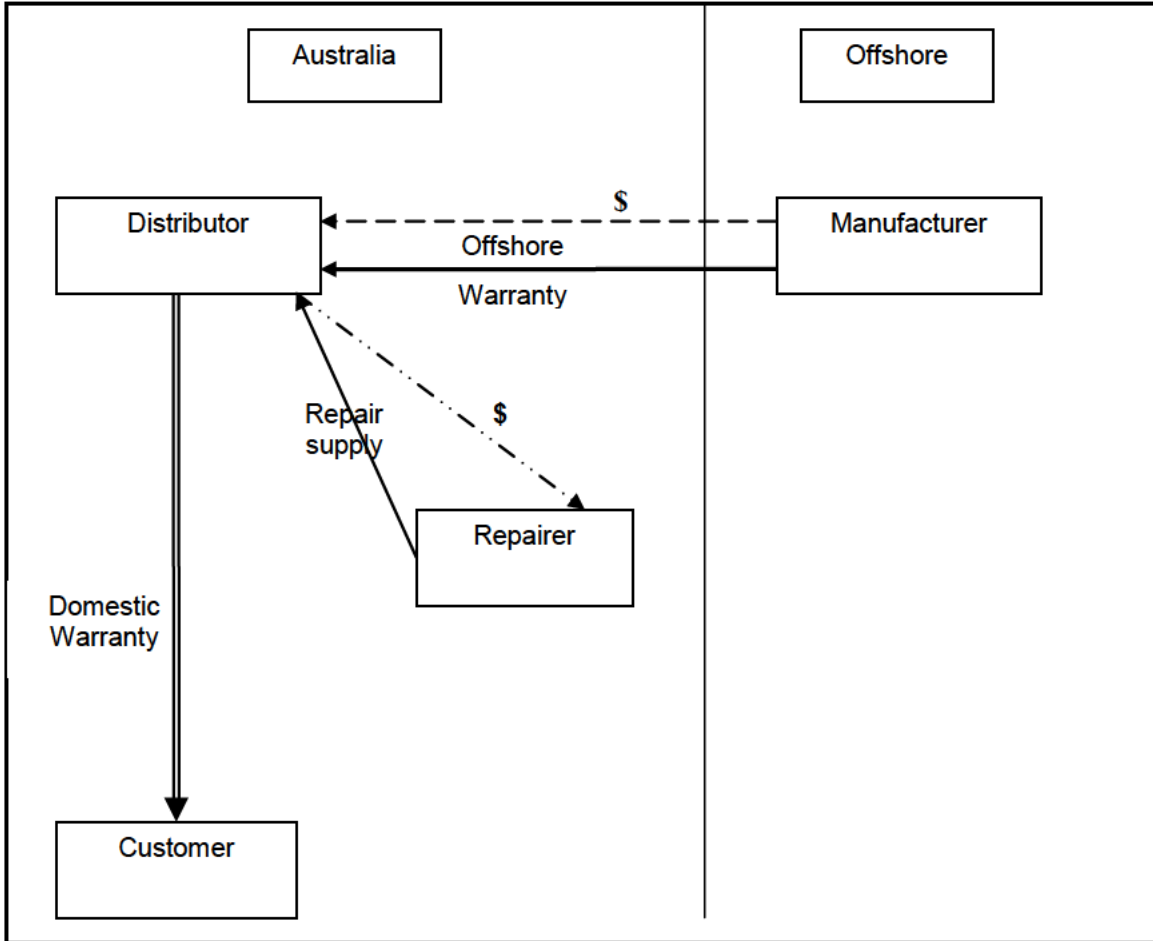 Australia
Offshore
$
Distributor
Manufacturer
Offshore
Warranty
Repair
supply
$
Repairer
Domestic
Warranty
Customer